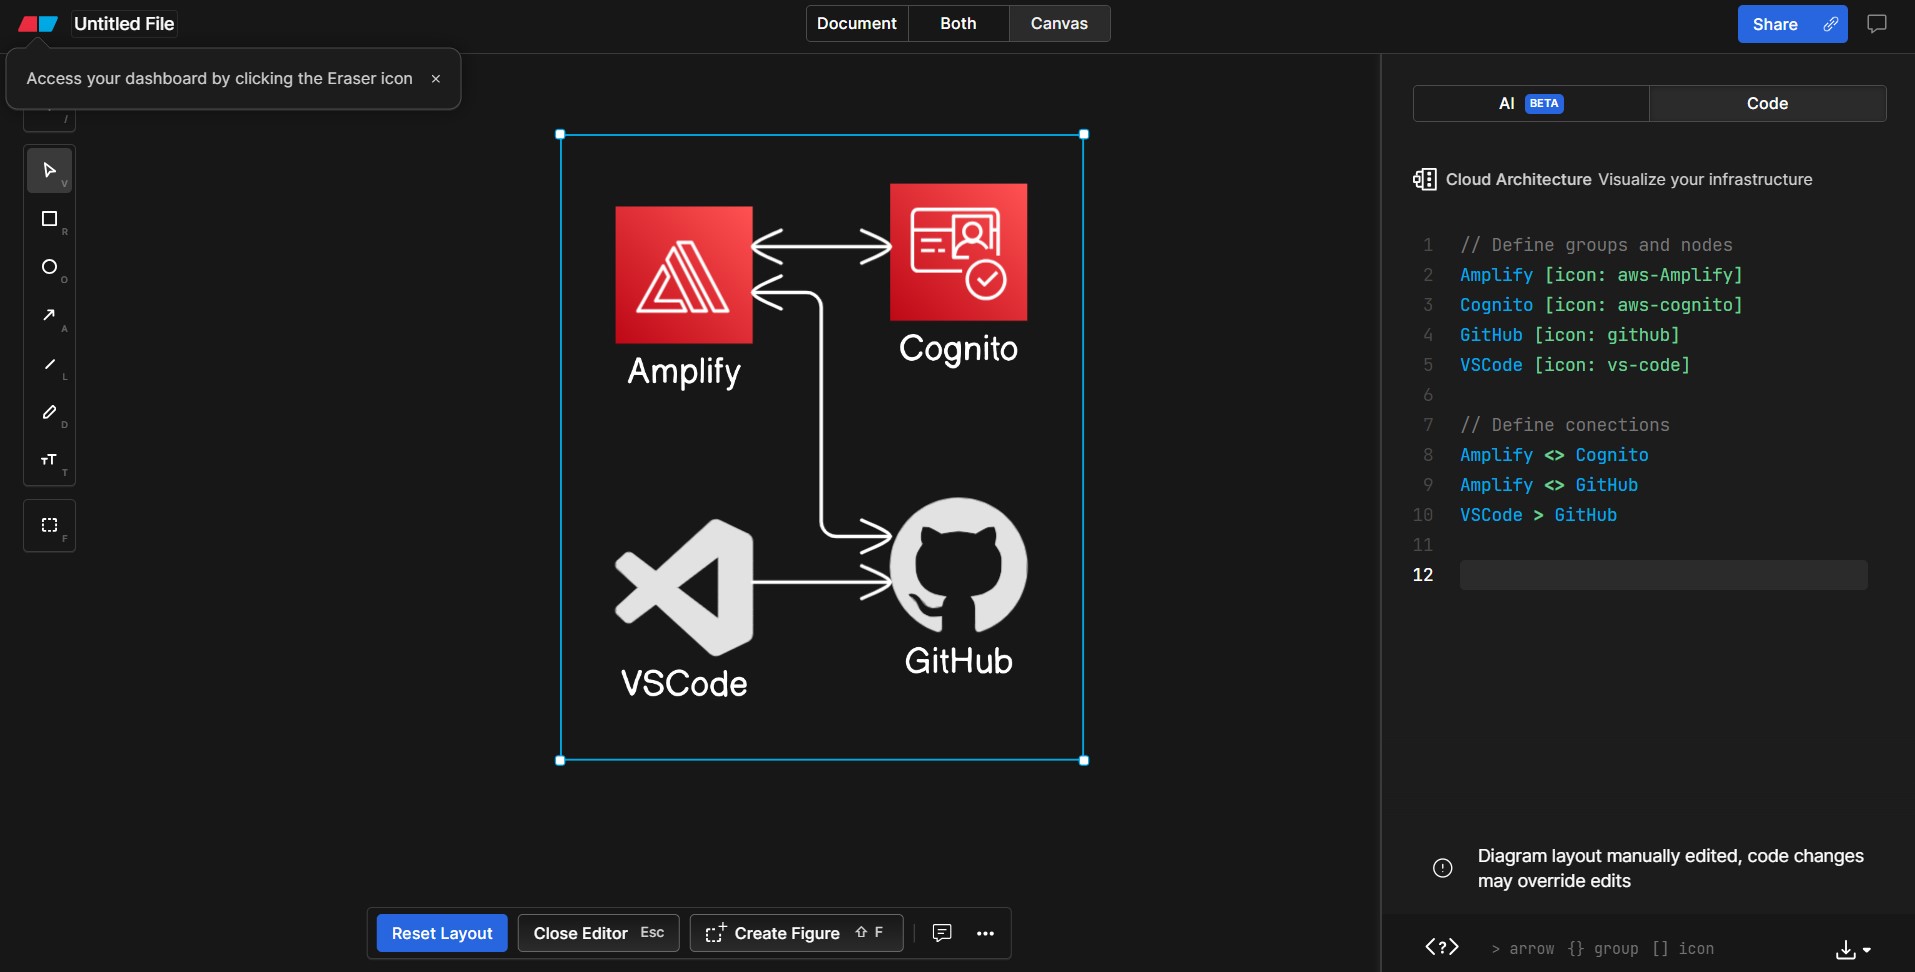 Untitled File
Document Both Canvas
Share
Access your dashboard by clicking the Eraser icon ×
/
V
R
O
A
L
D
T
F
Amplify
Cognito
VSCode
GitHub
AI BETA Code
Cloud Architecture Visualize your infrastructure
1 // Define groups and nodes
2 Amplify [icon: aws-Amplify]
3 Cognito [icon: aws-cognito]
4 GitHub [icon: github]
5 VSCode [icon: vs-code]
6
7 // Define conections
8 Amplify <> Cognito
9 Amplify <> GitHub
10 VSCode > GitHub
11
12
Diagram layout manually edited, code changes
may override edits
Reset Layout Close Editor Esc Create Figure ⇧ F
<?> > arrow {} group [] icon